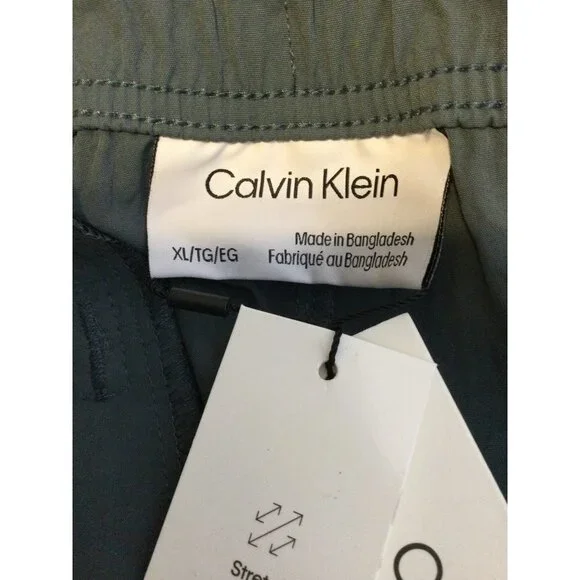 Calvin Klein
Made in Bangladesh
XL/TG/EG Fabriqué au Bangladesh